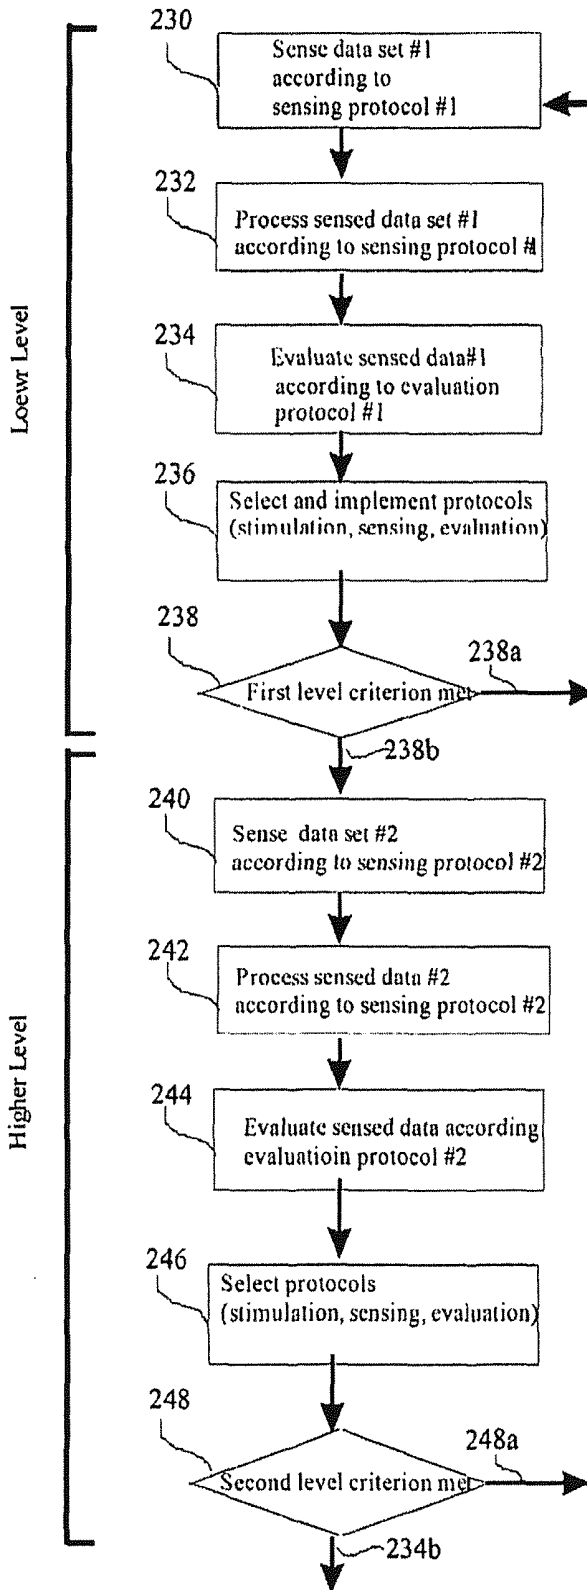 230
Sense data set #1
according to
sensing protocol #1
232
Process sensed data set #1
according to sensing protocol #1
234
Evaluate sensed data#1
according to evaluation
protocol #1
236
Select and implement protocols
(stimulation, sensing, evaluation)
Loewr Level
238
First level criterion met
238a
238b
240
Sense data set #2
according to sensing protocol #2
242
Process sensed data #2
according to sensing protocol #2
244
Evaluate sensed data according
evaluatioin protocol #2
Higher Level
246
Select protocols
(stimulation, sensing, evaluation)
248
Second level criterion met
248a
234b